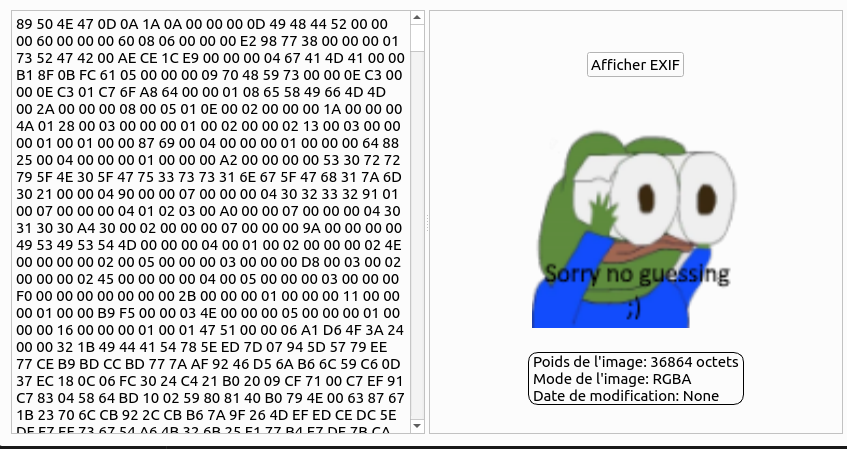 89 50 4E 47 0D 0A 1A 0A 00 00 00 0D 49 48 44 52 00 00
00 60 00 00 00 60 08 06 00 00 00 E2 98 77 38 00 00 00 01
73 52 47 42 00 AE CE 1C E9 00 00 00 04 67 41 4D 41 00 00
B1 8F 0B FC 61 05 00 00 00 09 70 48 59 73 00 00 0E C3 00
00 0E C3 01 C7 6F A8 64 00 00 01 08 65 58 49 66 4D 4D
00 2A 00 00 00 08 00 05 01 0E 00 02 00 00 00 1A 00 00 00
4A 01 28 00 03 00 00 00 01 00 02 00 00 02 13 00 03 00 00
00 01 00 01 00 00 87 69 00 04 00 00 00 01 00 00 00 64 88
25 00 04 00 00 00 01 00 00 00 A2 00 00 00 00 53 30 72 72
79 5F 4E 30 5F 47 75 33 73 73 31 6E 67 5F 47 68 31 7A 6D
30 21 00 00 04 90 00 00 07 00 00 00 04 30 32 33 32 91 01
00 07 00 00 00 04 01 02 03 00 A0 00 00 07 00 00 00 04 30
31 30 30 A4 30 00 02 00 00 00 07 00 00 00 9A 00 00 00 00
49 53 49 53 54 4D 00 00 00 04 00 01 00 02 00 00 00 02 4E
00 00 00 00 02 00 05 00 00 00 03 00 00 00 D8 00 03 00 02
00 00 00 02 45 00 00 00 00 04 00 05 00 00 00 03 00 00 00
F0 00 00 00 00 00 00 00 2B 00 00 00 01 00 00 00 11 00 00
00 01 00 00 B9 F5 00 00 03 4E 00 00 00 05 00 00 00 01 00
00 00 16 00 00 00 01 00 01 47 51 00 00 06 A1 D6 4F 3A 24
00 00 32 1B 49 44 41 54 78 5E ED 7D 07 94 5D 57 79 EE
77 CE B9 BD CC BD 77 7A AF 92 46 D5 6A B6 6C 59 C6 0D
37 EC 18 0C 06 FC 30 24 C4 21 B0 20 09 CF 71 00 C7 EF 91
C7 83 04 58 64 BD 10 02 59 80 81 40 B0 79 4E 00 63 87 67
1B 23 70 6C CB 92 2C CB B6 7A 9F 26 4D EF ED CE DC 5E
Afficher EXIF
Sorry no guessing
;)
Poids de l'image: 36864 octets
Mode de l'image: RGBA
Date de modification: None